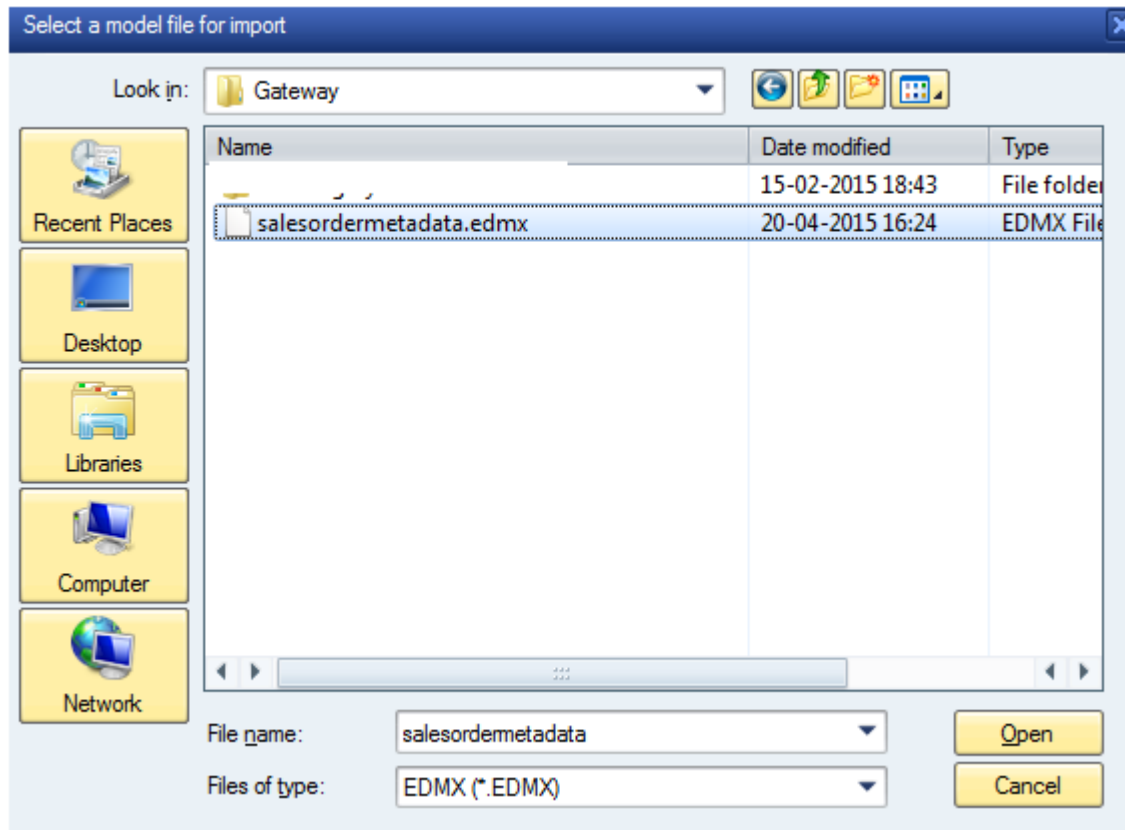 Select a model file for import
Look in: Gateway
Name Date modified Type
15-02-2015 18:43 File folder
salesordermetadata.edmx 20-04-2015 16:24 EDMX File
Recent Places
Desktop
Libraries
Computer
Network
File name: salesordermetadata Open
Files of type: EDMX (*.EDMX) Cancel